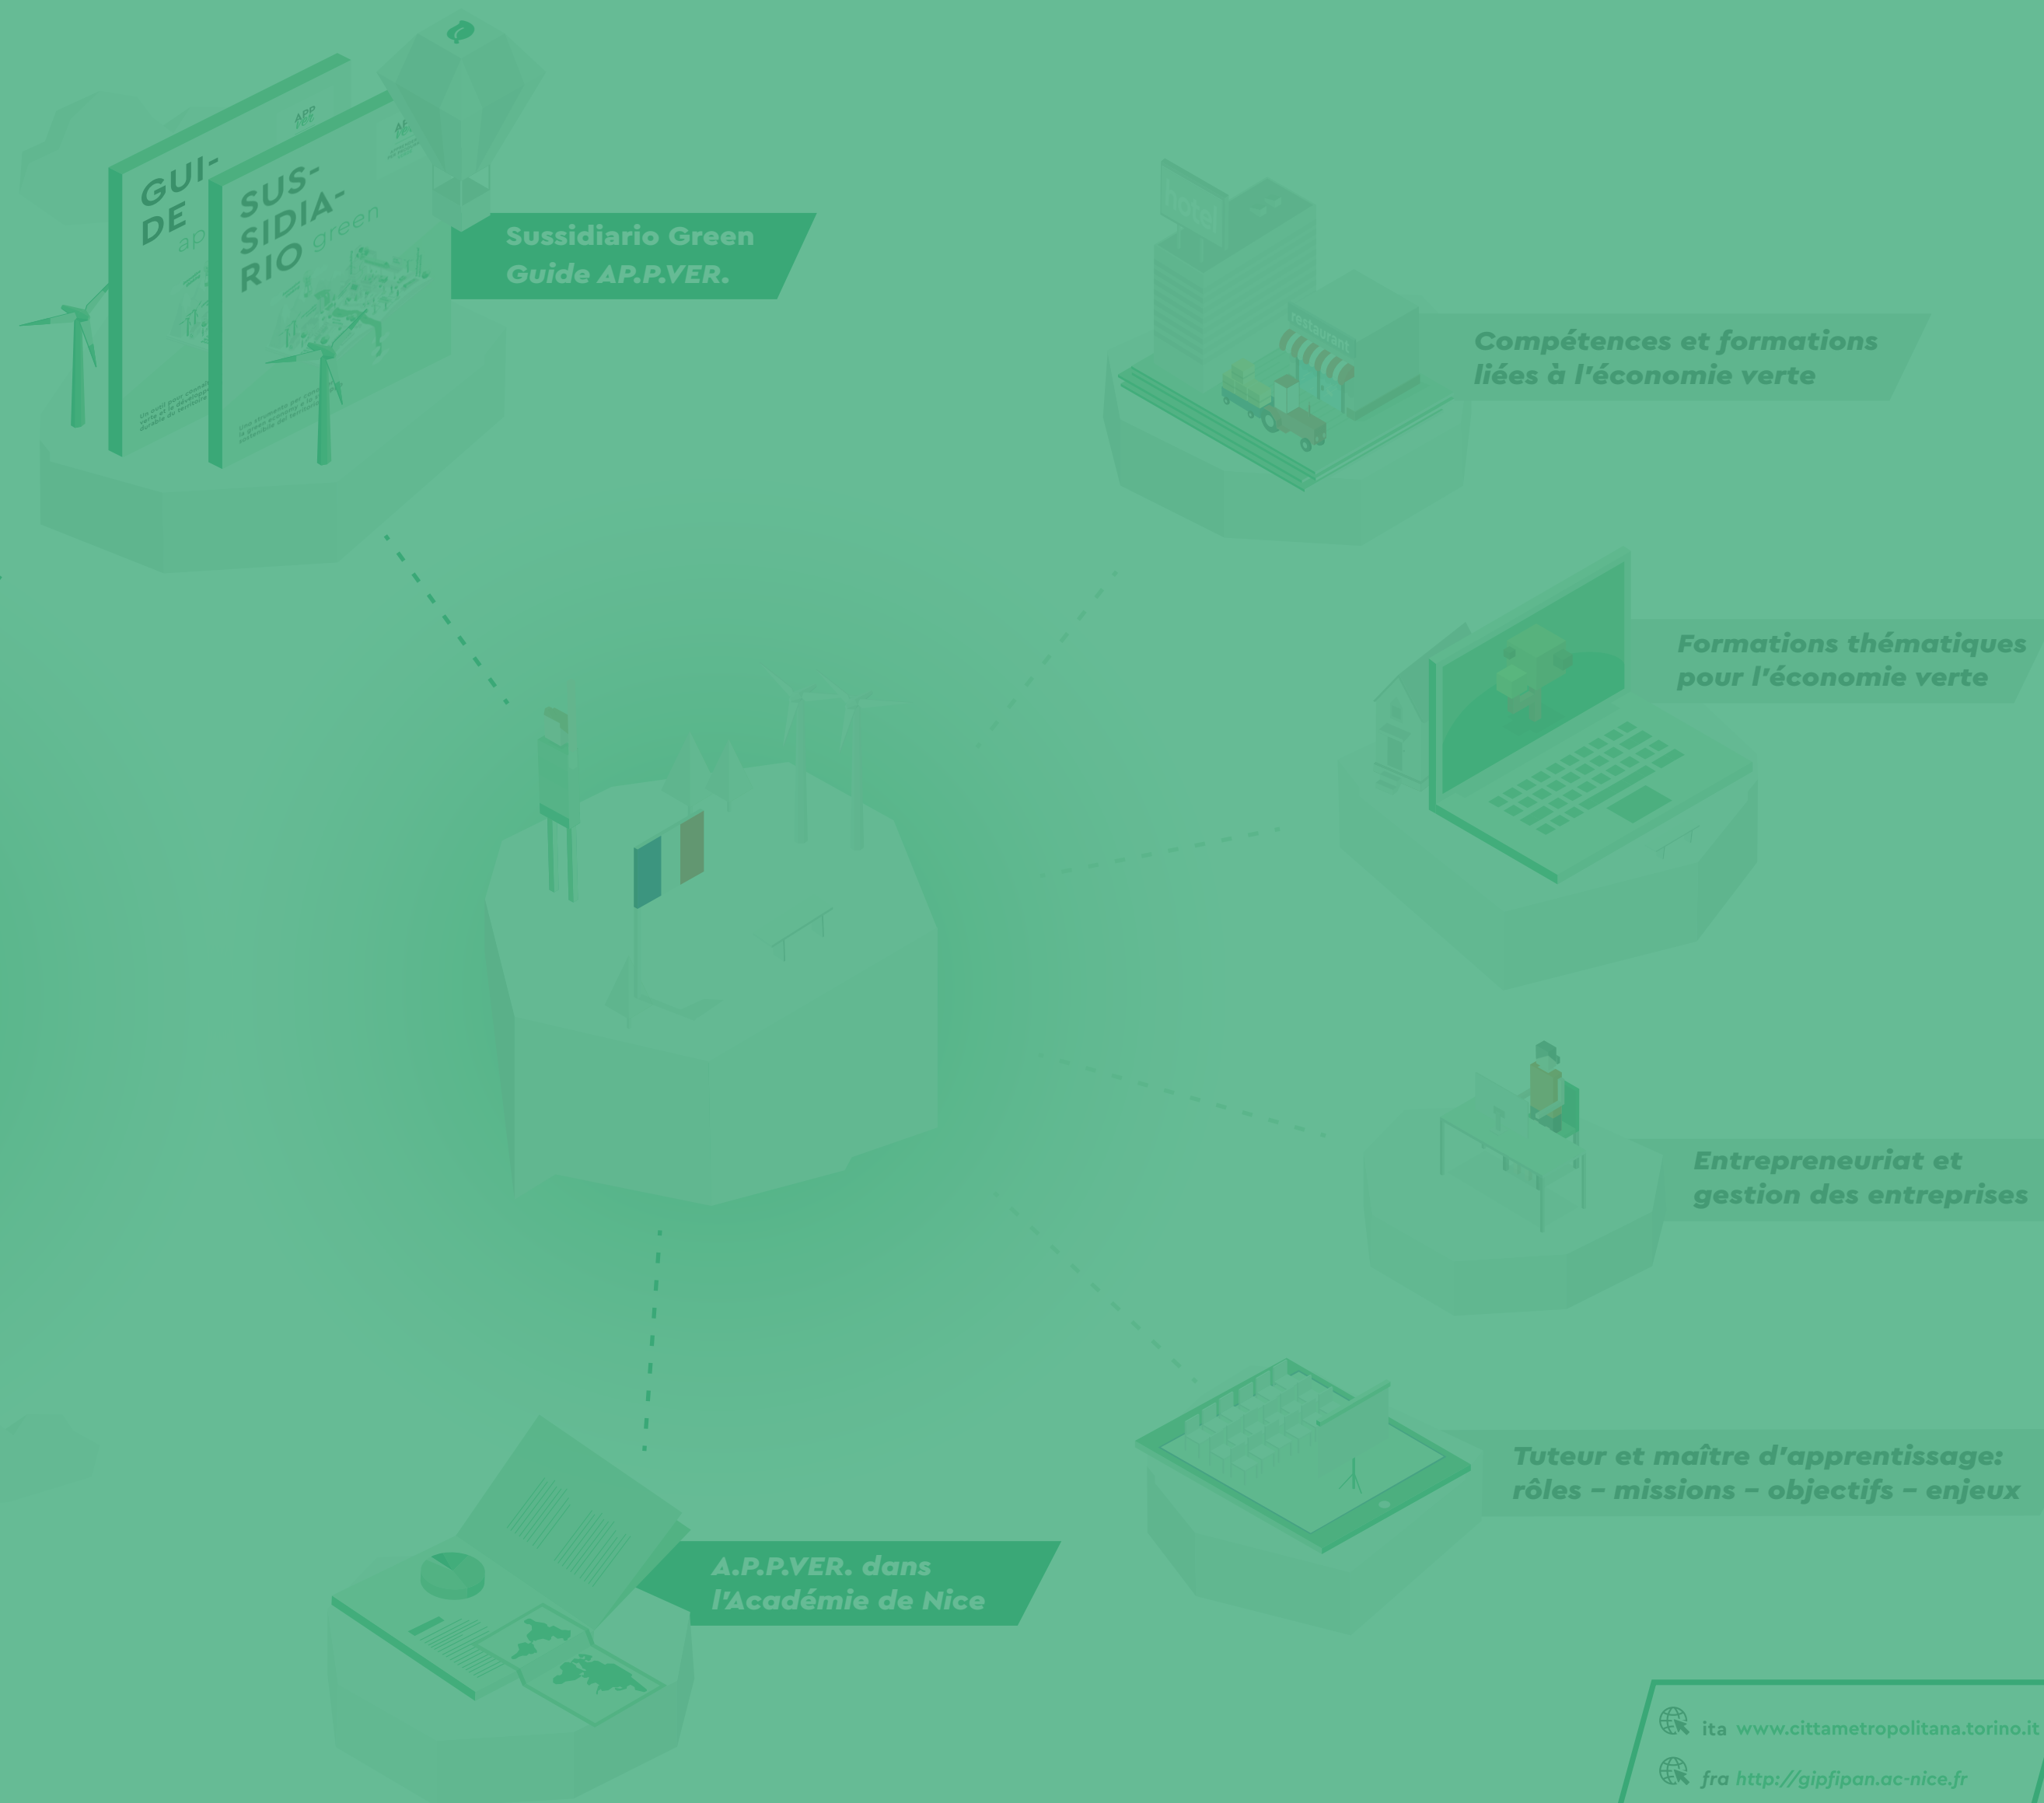 APP
GUI-
DE
SUS-
SIDIA-
RIO green
Sussidiario Green
Guide AP.P.VER.
hotel
restaurant
Compétences et formations
liées à l'économie verte
Formations thématiques
pour l'économie verte
Entrepreneuriat et
gestion des entreprises
Tuteur et maître d'apprentissage:
rôles – missions – objectifs – enjeux
A.P.P.VER. dans
l'Académie de Nice
ita www.cittametropolitana.torino.it
fra http://gipfipan.ac-nice.fr